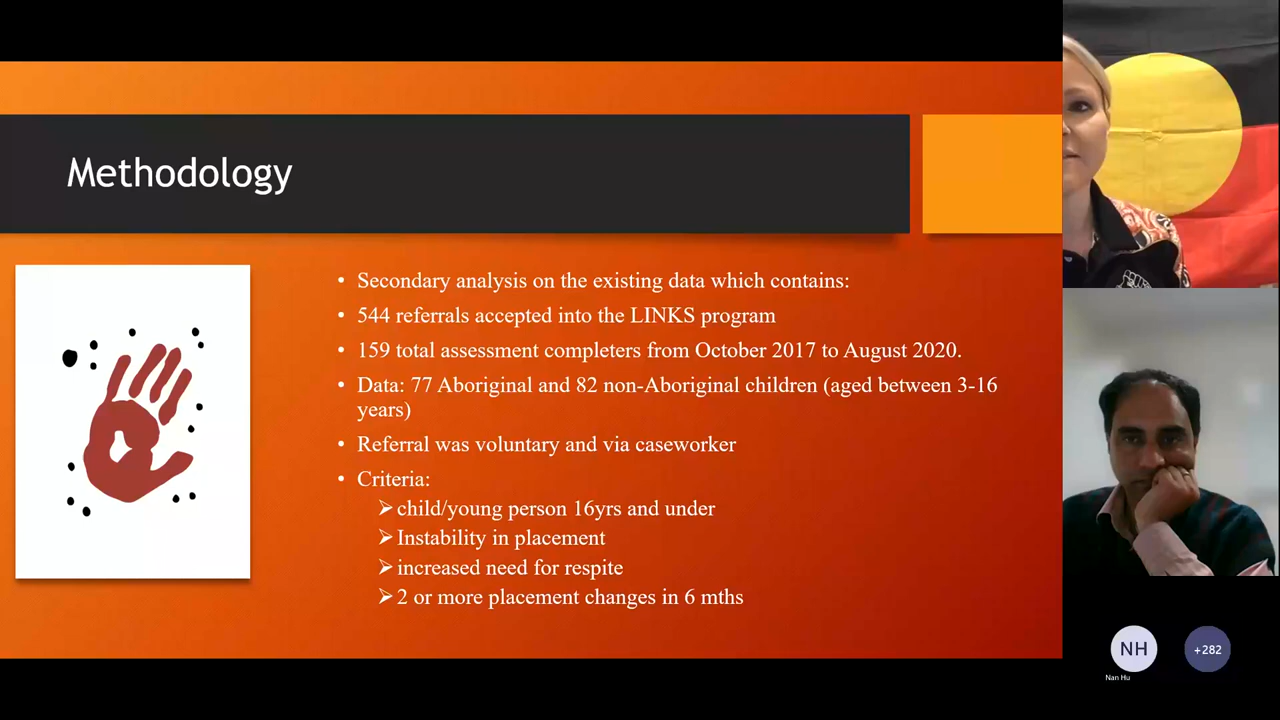 Methodology
• Secondary analysis on the existing data which contains:
• 544 referrals accepted into the LINKS program
• 159 total assessment completers from October 2017 to August 2020.
• Data: 77 Aboriginal and 82 non-Aboriginal children (aged between 3-16
years)
• Referral was voluntary and via caseworker
• Criteria:
➢child/young person 16yrs and under
➢Instability in placement
➢increased need for respite
➢2 or more placement changes in 6 mths
NH
+282
Nan Hu